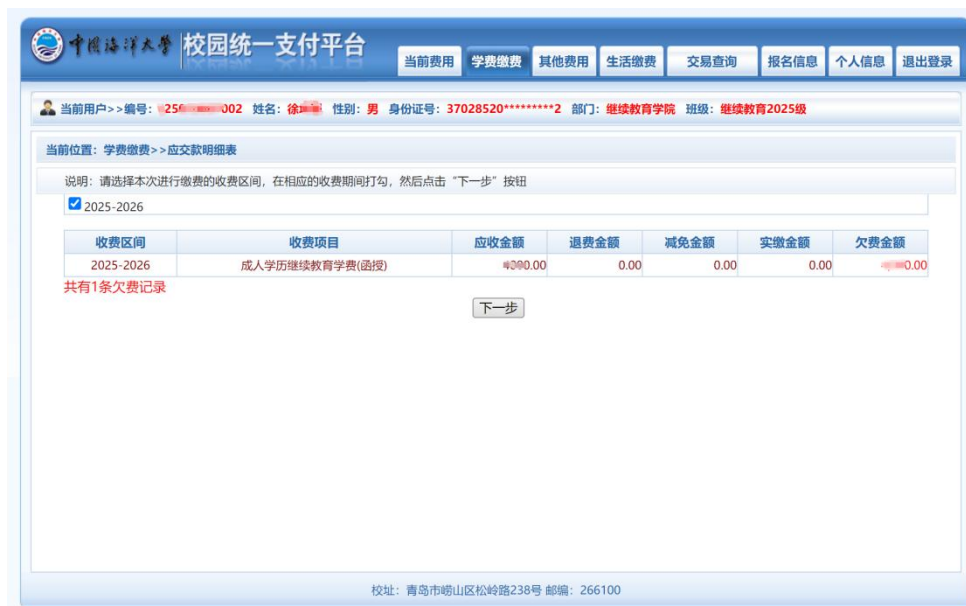 中国海洋大学 校园统一支付平台
当前费用 学费缴费 其他费用 生活缴费 交易查询 报名信息 个人信息 退出登录
当前用户>>编号: 姓名: 徐 性别: 男 身份证号: 37028520*********2 部门: 继续教育学院 班级: 继续教育2025级
当前位置: 学费缴费>>应交款明细表
说明: 请选择本次进行缴费的收费区间, 在相应的收费期间打勾, 然后点击 “下一步” 按钮
2025-2026
收费区间 收费项目 应收金额 退费金额 减免金额 实缴金额 欠费金额
2025-2026 成人学历继续教育学费(函授) 0.00 0.00 0.00
共有1条欠费记录
下一步
校址: 青岛市崂山区松岭路238号 邮编: 266100